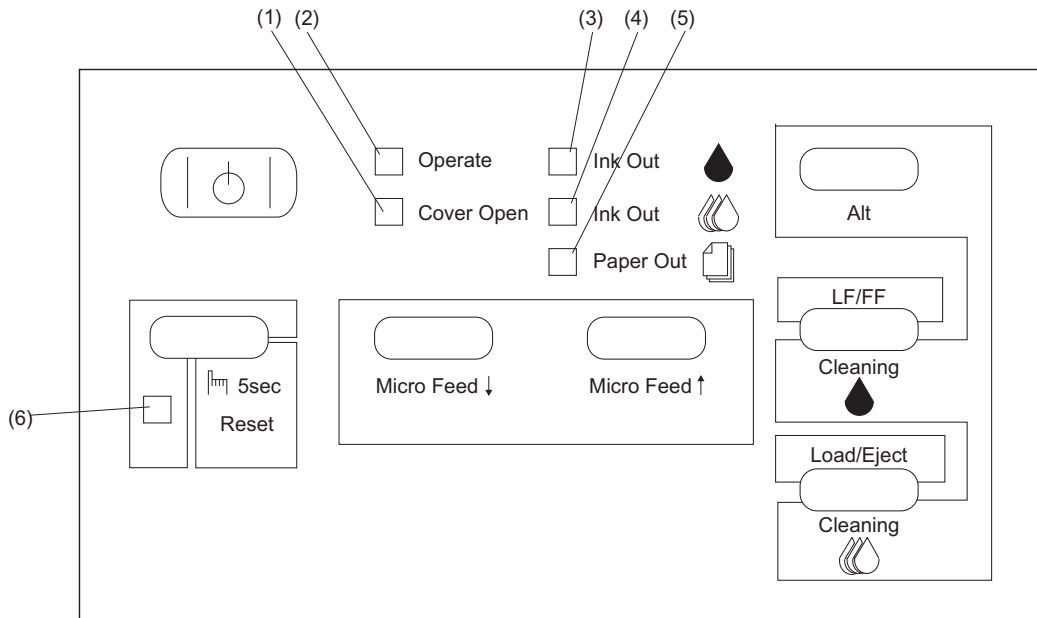 (1) (2) (3) (4) (5)
Operate Ink Out
Cover Open Ink Out
Alt
Paper Out
LF/FF
Cleaning
5sec
Micro Feed ↓ Micro Feed ↑
(6)
Reset
Load/Eject
Cleaning